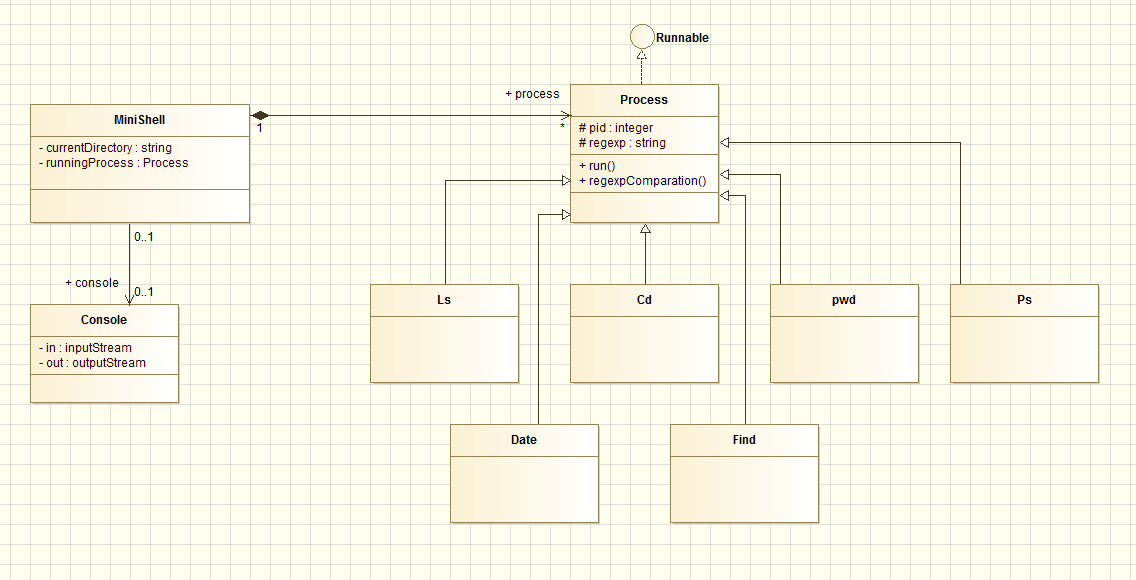 Runnable
+ process
1
*
Process
# pid : integer
# regexp : string
+ run()
+ regexpComparation()
MiniShell
- currentDirectory : string
- runningProcess : Process
0..1
+ console
0..1
Console
- in : inputStream
- out : outputStream
Ls
Cd
pwd
Ps
Date
Find